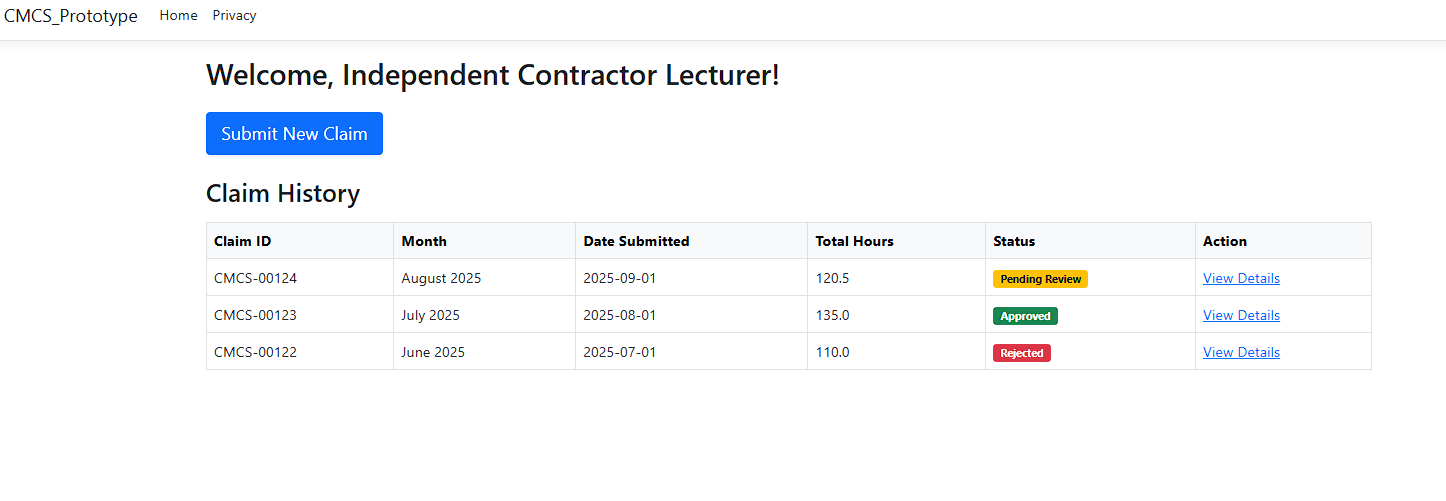 CMCS_Prototype Home Privacy
Welcome, Independent Contractor Lecturer!
Submit New Claim
Claim History
Claim ID Month Date Submitted Total Hours Status Action
CMCS-00124 August 2025 2025-09-01 120.5 Pending Review View Details
CMCS-00123 July 2025 2025-08-01 135.0 Approved View Details
CMCS-00122 June 2025 2025-07-01 110.0 Rejected View Details